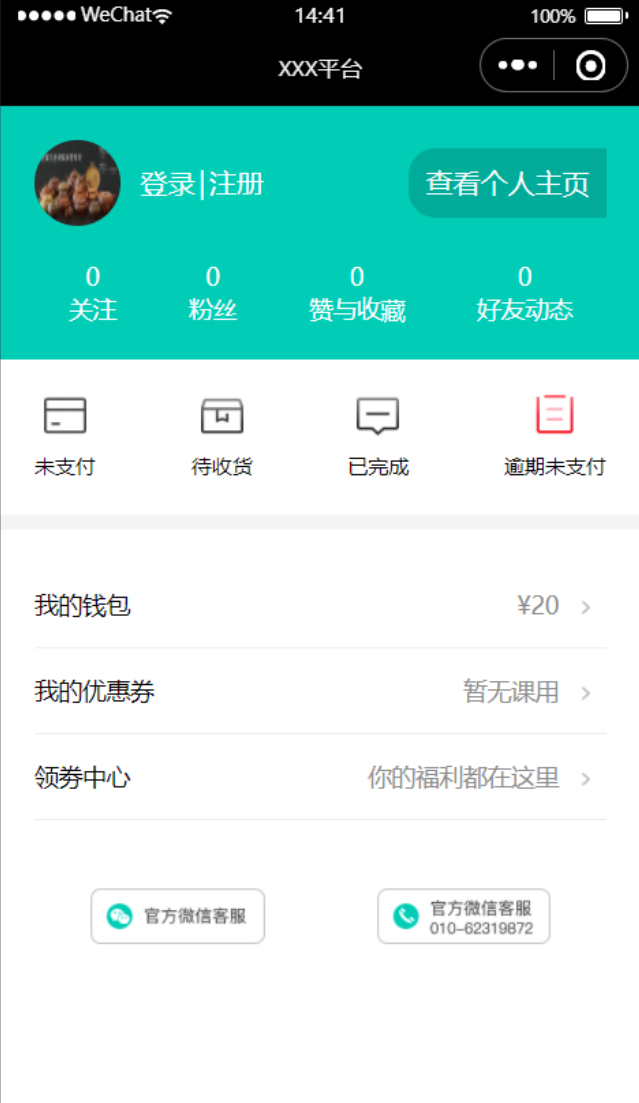 WeChat 14:41 100%
XXX平台
登录|注册 查看个人主页
0 0 0 0
关注 粉丝 赞与收藏 好友动态
未支付 待收货 已完成 逾期未支付
我的钱包 ¥20
我的优惠券 暂无课用
领券中心 你的福利都在这里
官方微信客服
官方微信客服
010-62319872